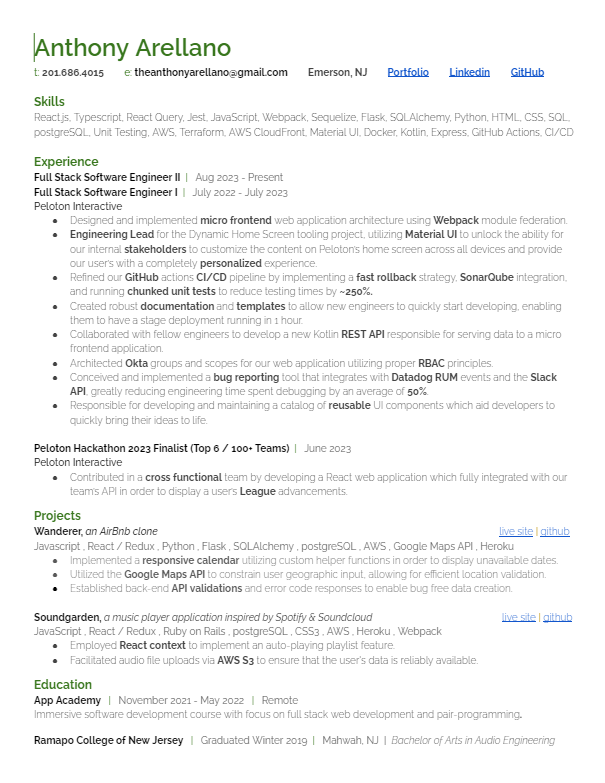 Anthony Arellano
t: 201.686.4015 e: theanthonyarellano@gmail.com Emerson, NJ Portfolio Linkedin GitHub
Skills
React.js, Typescript, React Query, Jest, JavaScript, Webpack, Sequelize, Flask, SQLAlchemy, Python, HTML, CSS, SQL,
postgreSQL, Unit Testing, AWS, Terraform, AWS CloudFront, Material UI, Docker, Kotlin, Express, GitHub Actions, CI/CD
Experience
Full Stack Software Engineer II | Aug 2023 - Present
Full Stack Software Engineer I | July 2022 - July 2023
Peloton Interactive
● Designed and implemented micro frontend web application architecture using Webpack module federation.
● Engineering Lead for the Dynamic Home Screen tooling project, utilizing Material UI to unlock the ability for
our internal stakeholders to customize the content on Peloton's home screen across all devices and provide
our user's with a completely personalized experience.
● Refined our GitHub actions CI/CD pipeline by implementing a fast rollback strategy, SonarQube integration,
and running chunked unit tests to reduce testing times by ~250%.
● Created robust documentation and templates to allow new engineers to quickly start developing, enabling
them to have a stage deployment running in 1 hour.
● Collaborated with fellow engineers to develop a new Kotlin REST API responsible for serving data to a micro
frontend application.
● Architected Okta groups and scopes for our web application utilizing proper RBAC principles.
● Conceived and implemented a bug reporting tool that integrates with Datadog RUM events and the Slack
API, greatly reducing engineering time spent debugging by an average of 50%.
● Responsible for developing and maintaining a catalog of reusable UI components which aid developers to
quickly bring their ideas to life.
Peloton Hackathon 2023 Finalist (Top 6 / 100+ Teams) | June 2023
Peloton Interactive
● Contributed in a cross functional team by developing a React web application which fully integrated with our
team's API in order to display a user's League advancements.
Projects
Wanderer, an AirBnb clone live site | github
Javascript , React / Redux , Python , Flask , SQLAlchemy , postgreSQL , AWS , Google Maps API , Heroku
● Implemented a responsive calendar utilizing custom helper functions in order to display unavailable dates.
● Utilized the Google Maps API to constrain user geographic input, allowing for efficient location validation.
● Established back-end API validations and error code responses to enable bug free data creation.
Soundgarden, a music player application inspired by Spotify & Soundcloud live site | github
JavaScript , React / Redux , Ruby on Rails , postgreSQL , CSS3 , AWS , Heroku , Webpack
● Employed React context to implement an auto-playing playlist feature.
● Facilitated audio file uploads via AWS S3 to ensure that the user's data is reliably available.
Education
App Academy | November 2021 - May 2022 | Remote
Immersive software development course with focus on full stack web development and pair-programming.
Ramapo College of New Jersey | Graduated Winter 2019 | Mahwah, NJ | Bachelor of Arts in Audio Engineering